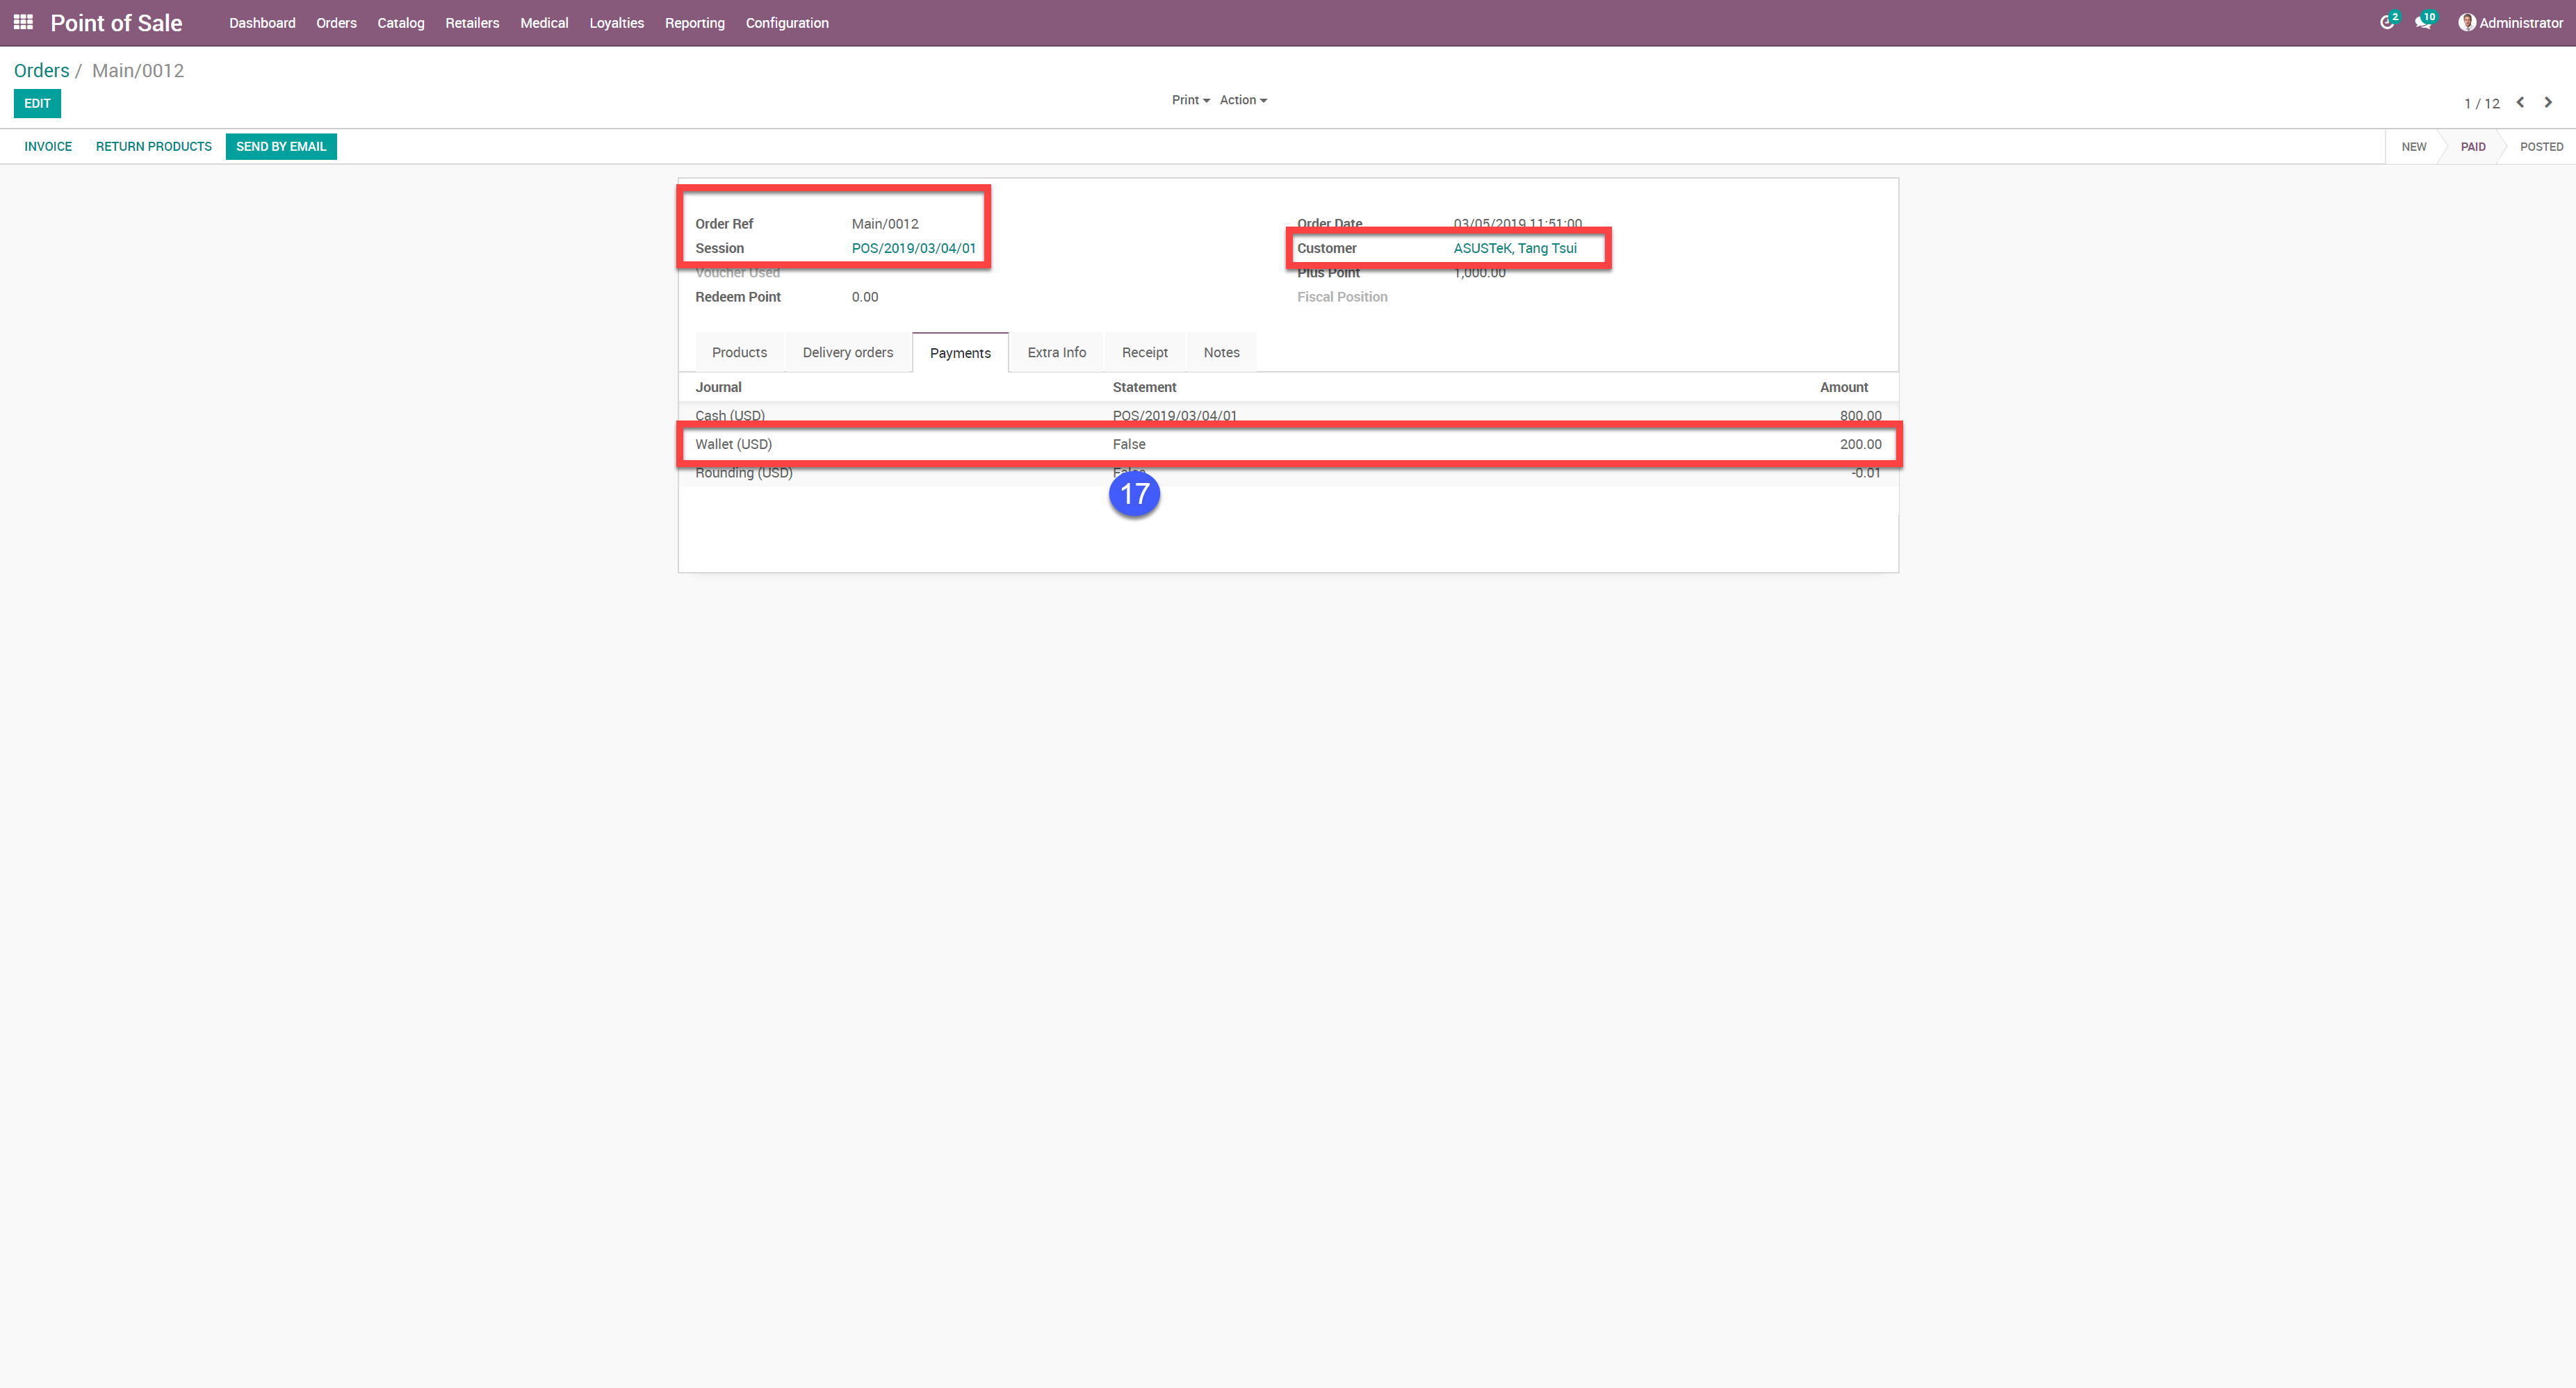 Point of Sale Dashboard Orders Catalog Retailers Medical Loyalties Reporting Configuration 2 10 Administrator
Orders / Main/0012
EDIT Print Action 1 / 12
INVOICE RETURN PRODUCTS SEND BY EMAIL NEW PAID POSTED
Order Ref Main/0012 Order Date 03/05/2019 11:51:00
Session POS/2019/03/04/01 Customer ASUSTeK, Tang Tsui
Voucher Used Plus Point 1,000.00
Redeem Point 0.00 Fiscal Position
Products Delivery orders Payments Extra Info Receipt Notes
Journal Statement Amount
Cash (USD) POS/2019/03/04/01 800.00
Wallet (USD) False 200.00
Rounding (USD) False -0.01
17